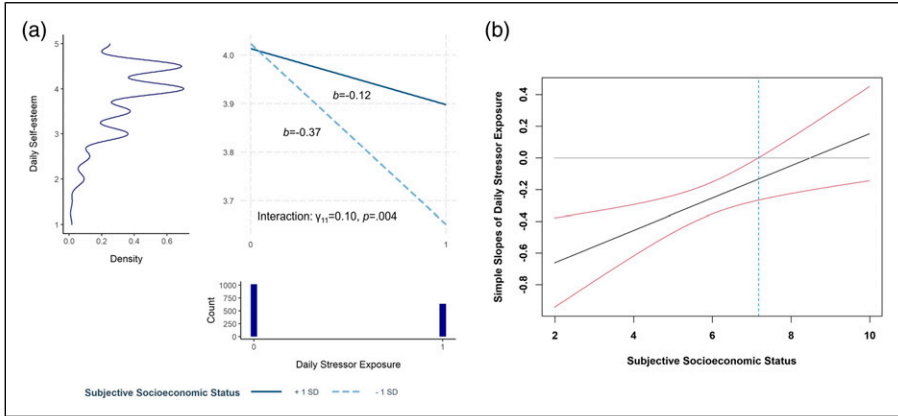 (a)
Daily Self-esteem
5
4
3
2
1
0.0 0.2 0.4 0.6
Density
4.0
3.9
3.8
3.7
b=-0.12
b=-0.37
Interaction: γ11=0.10, p=.004
0 1
Count
1000
750
500
250
0
0 1
Daily Stressor Exposure
Subjective Socioeconomic Status + 1 SD - 1 SD
(b)
Simple Slopes of Daily Stressor Exposure
0.4
0.2
0.0
-0.2
-0.4
-0.6
-0.8
2 4 6 8 10
Subjective Socioeconomic Status